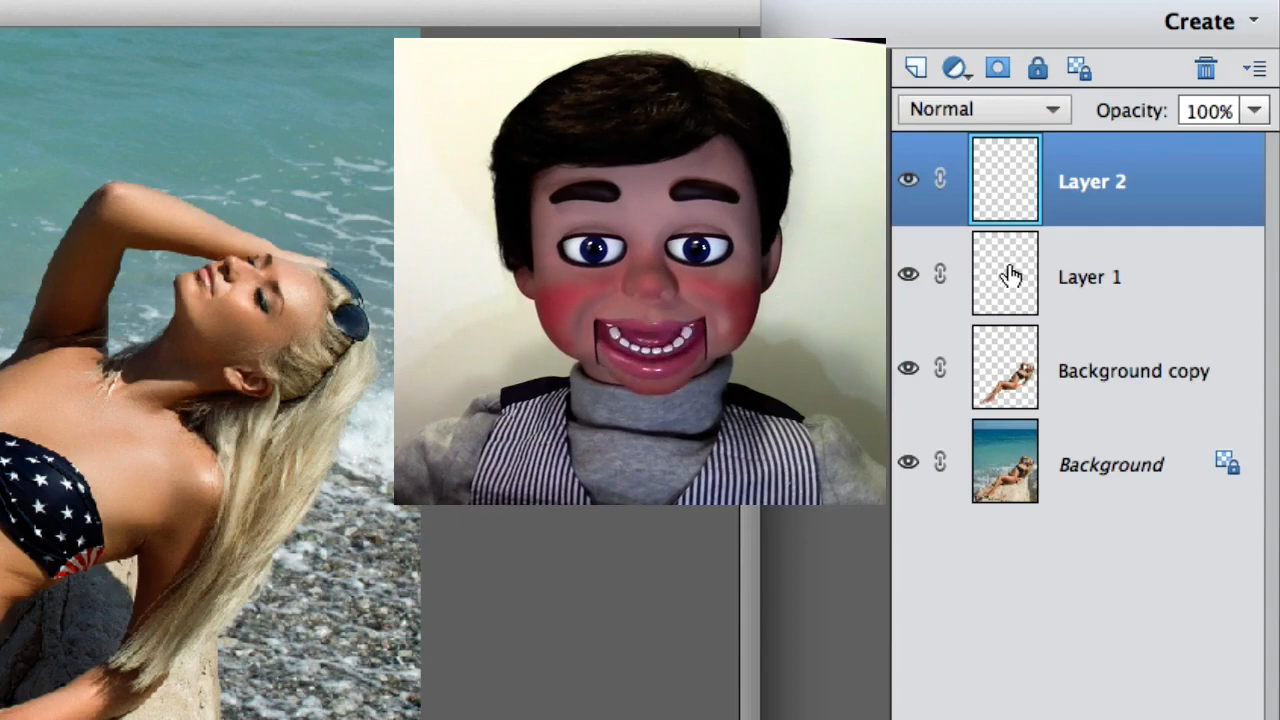 Create
Normal
Opacity: 100%
Layer 2
Layer 1
Background copy
Background